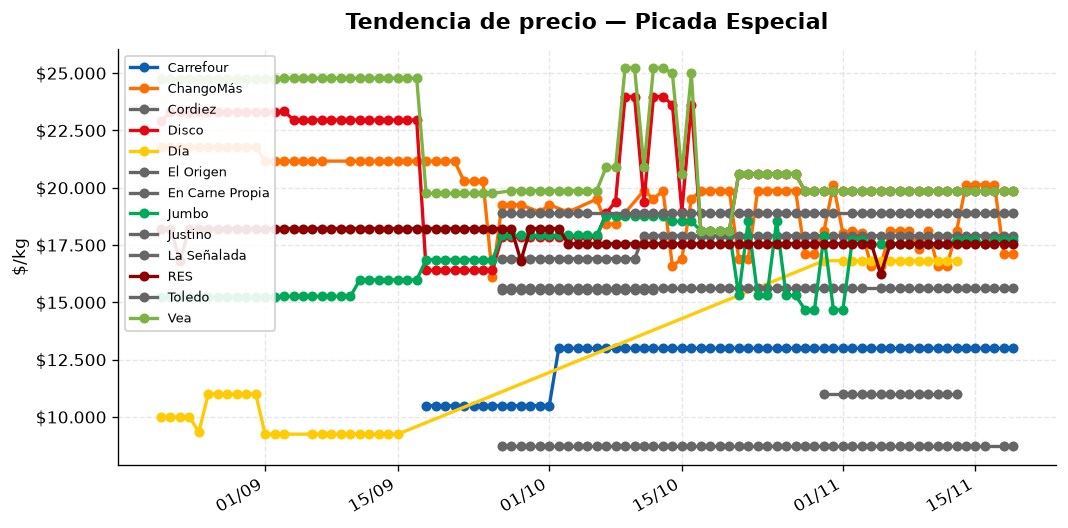 Tendencia de precio — Picada Especial
$/kg
$25.000
$22.500
$20.000
$17.500
$15.000
$12.500
$10.000
Carrefour
ChangoMás
Cordiez
Disco
Día
El Origen
En Carne Propia
Jumbo
Justino
La Señalada
RES
Toledo
Vea
01/09
15/09
01/10
15/10
01/11
15/11